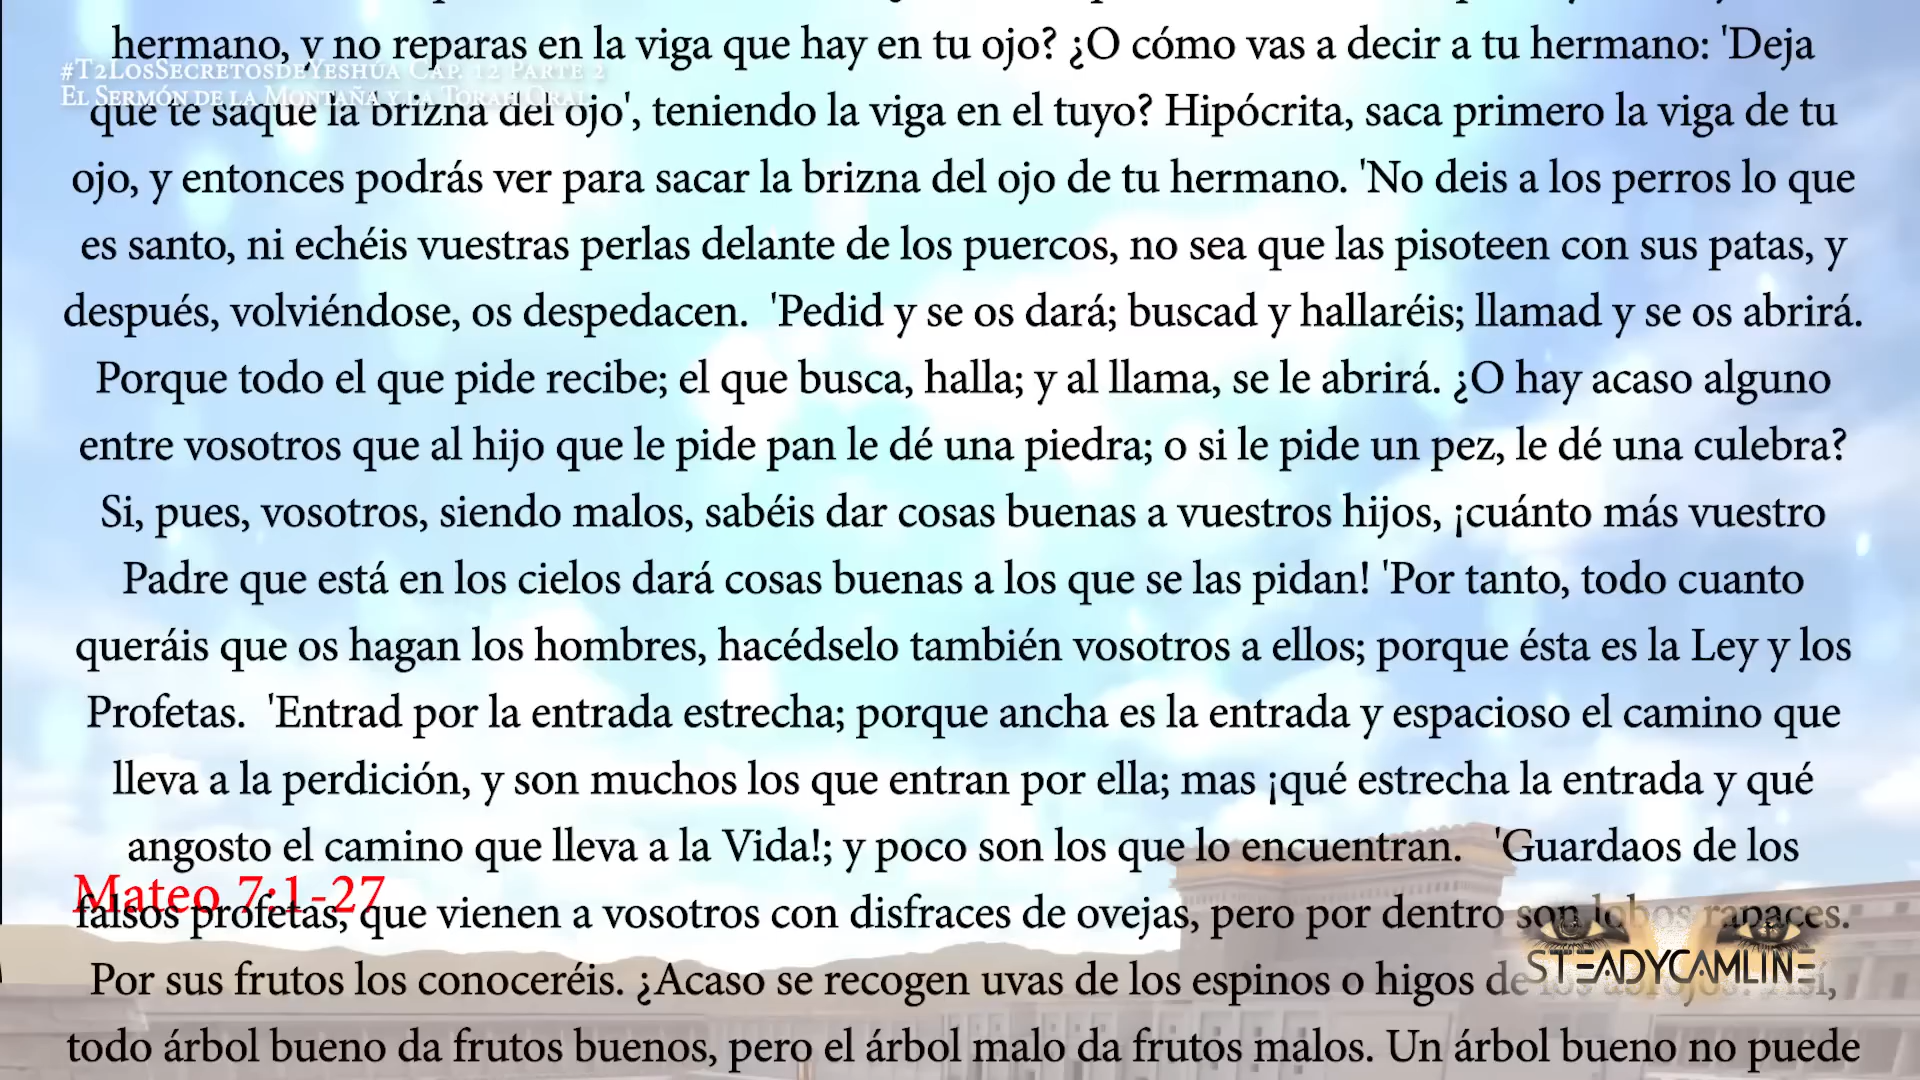 hermano, y no reparas en la viga que hay en tu ojo? ¿O cómo vas a decir a tu hermano: 'Deja
#T2LosSecretosdeYeshúa Cap. 12 Parte 2
El Sermón de la Montaña y la Torah Oral
que te saque la brizna del ojo', teniendo la viga en el tuyo? Hipócrita, saca primero la viga de tu
ojo, y entonces podrás ver para sacar la brizna del ojo de tu hermano. 'No deis a los perros lo que
es santo, ni echéis vuestras perlas delante de los puercos, no sea que las pisoteen con sus patas, y
después, volviéndose, os despedacen. 'Pedid y se os dará; buscad y hallaréis; llamad y se os abrirá.
Porque todo el que pide recibe; el que busca, halla; y al llama, se le abrirá. ¿O hay acaso alguno
entre vosotros que al hijo que le pide pan le dé una piedra; o si le pide un pez, le dé una culebra?
Si, pues, vosotros, siendo malos, sabéis dar cosas buenas a vuestros hijos, ¡cuánto más vuestro
Padre que está en los cielos dará cosas buenas a los que se las pidan! 'Por tanto, todo cuanto
queráis que os hagan los hombres, hacédselo también vosotros a ellos; porque ésta es la Ley y los
Profetas. 'Entrad por la entrada estrecha; porque ancha es la entrada y espacioso el camino que
lleva a la perdición, y son muchos los que entran por ella; mas ¡qué estrecha la entrada y qué
angosto el camino que lleva a la Vida!; y poco son los que lo encuentran. 'Guardaos de los
Mateo 7:1-27
falsos profetas, que vienen a vosotros con disfraces de ovejas, pero por dentro son lobos rapaces.
STEADYCAMLINE
Por sus frutos los conoceréis. ¿Acaso se recogen uvas de los espinos o higos de los abrojos? Así,
todo árbol bueno da frutos buenos, pero el árbol malo da frutos malos. Un árbol bueno no puede